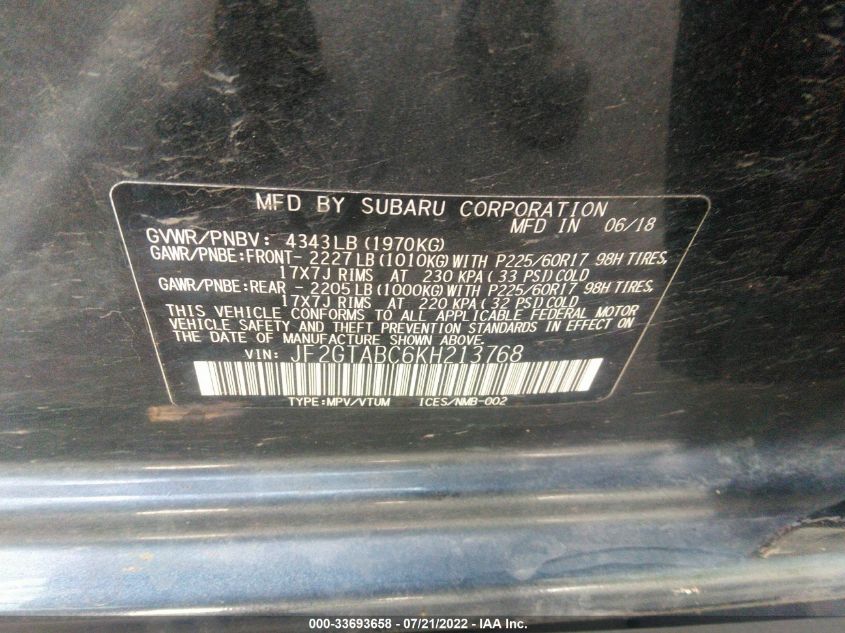 MFD BY SUBARU CORPORATION
MFD IN 06/18
GVWR/PNBV: 4343LB(1970KG)
GAWR/PNBE:FRONT- 2227LB(1010KG)WITH P225/60R17 98H TIRES,
17X7J RIMS AT 230 KPA(33 PSI)COLD
GAWR/PNBE:REAR - 2205LB(1000KG)WITH P225/60R17 98H TIRES,
17X7J RIMS AT 220 KPA(32 PSI)COLD
THIS VEHICLE CONFORMS TO ALL APPLICABLE FEDERAL MOTOR
VEHICLE SAFETY AND THEFT PREVENTION STANDARDS IN EFFECT ON
THE DATE OF MANUFACTURE SHOWN ABOVE.
VIN: JF2GTABC6KH213768
TYPE:MPV/VTUM ICES/NMB-002
000-33693658 - 07/21/2022 - IAA Inc.